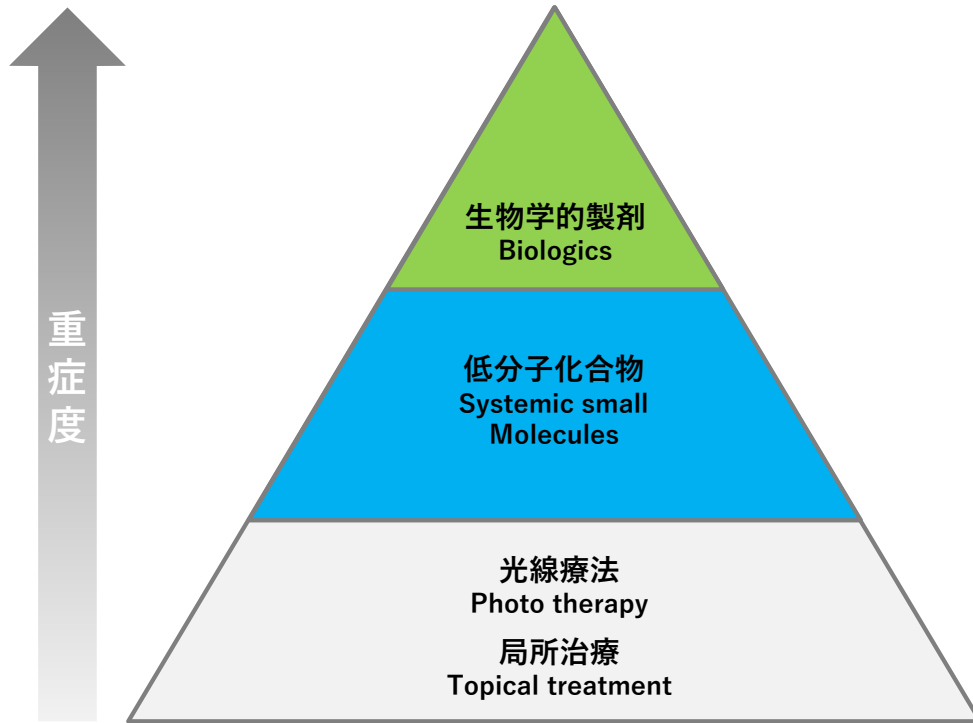 重症度
生物学的製剤
Biologics
低分子化合物
Systemic small
Molecules
光線療法
Photo therapy
局所治療
Topical treatment